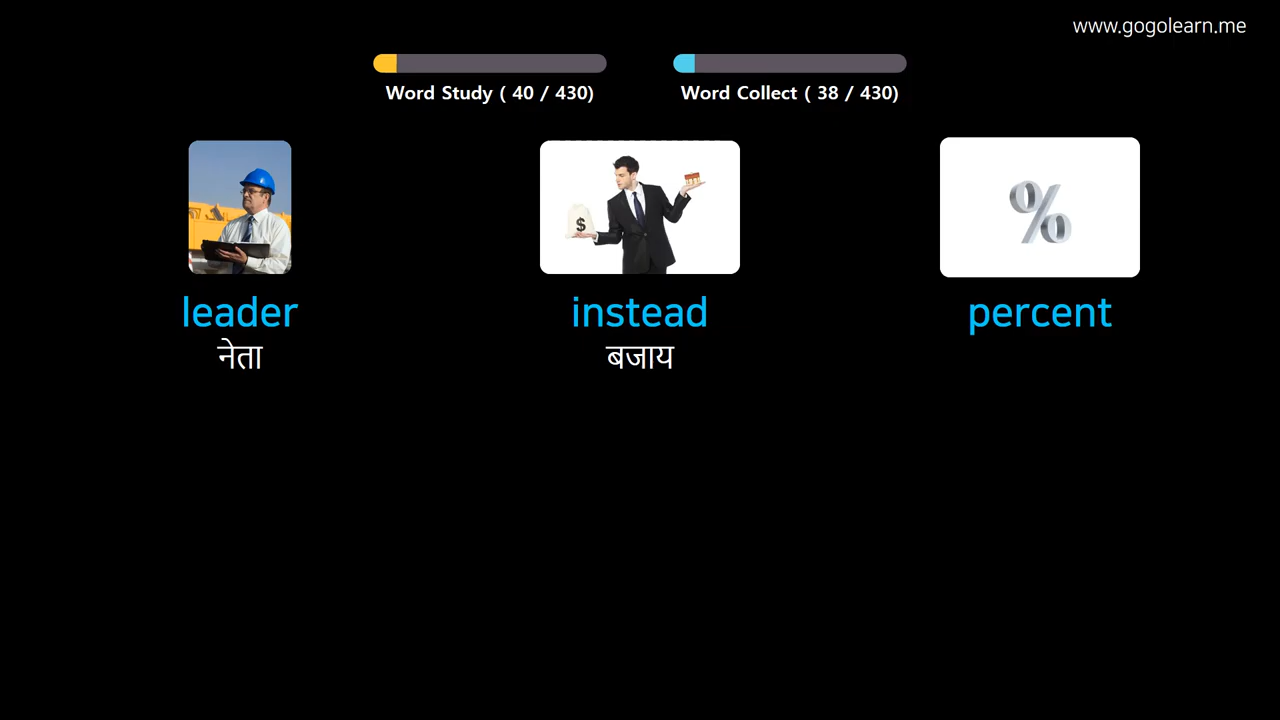 www.gogolearn.me
Word Study ( 40 / 430)
Word Collect ( 38 / 430)
$
%
leader
instead
percent
नेता
बजाय